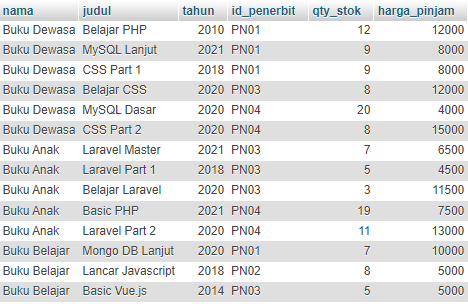 nama judul tahun id_penerbit qty_stok harga_pinjam
Buku Dewasa Belajar PHP 2010 PN01 12 12000
Buku Dewasa MySQL Lanjut 2021 PN01 9 8000
Buku Dewasa CSS Part 1 2018 PN01 9 8000
Buku Dewasa Belajar CSS 2020 PN03 8 12000
Buku Dewasa MySQL Dasar 2020 PN04 20 4000
Buku Dewasa CSS Part 2 2020 PN04 8 15000
Buku Anak Laravel Master 2021 PN03 7 6500
Buku Anak Laravel Part 1 2018 PN03 5 4500
Buku Anak Belajar Laravel 2020 PN03 3 11500
Buku Anak Basic PHP 2021 PN04 19 7500
Buku Anak Laravel Part 2 2020 PN04 11 13000
Buku Belajar Mongo DB Lanjut 2020 PN01 7 10000
Buku Belajar Lancar Javascript 2018 PN02 8 5000
Buku Belajar Basic Vue.js 2014 PN03 5 5000